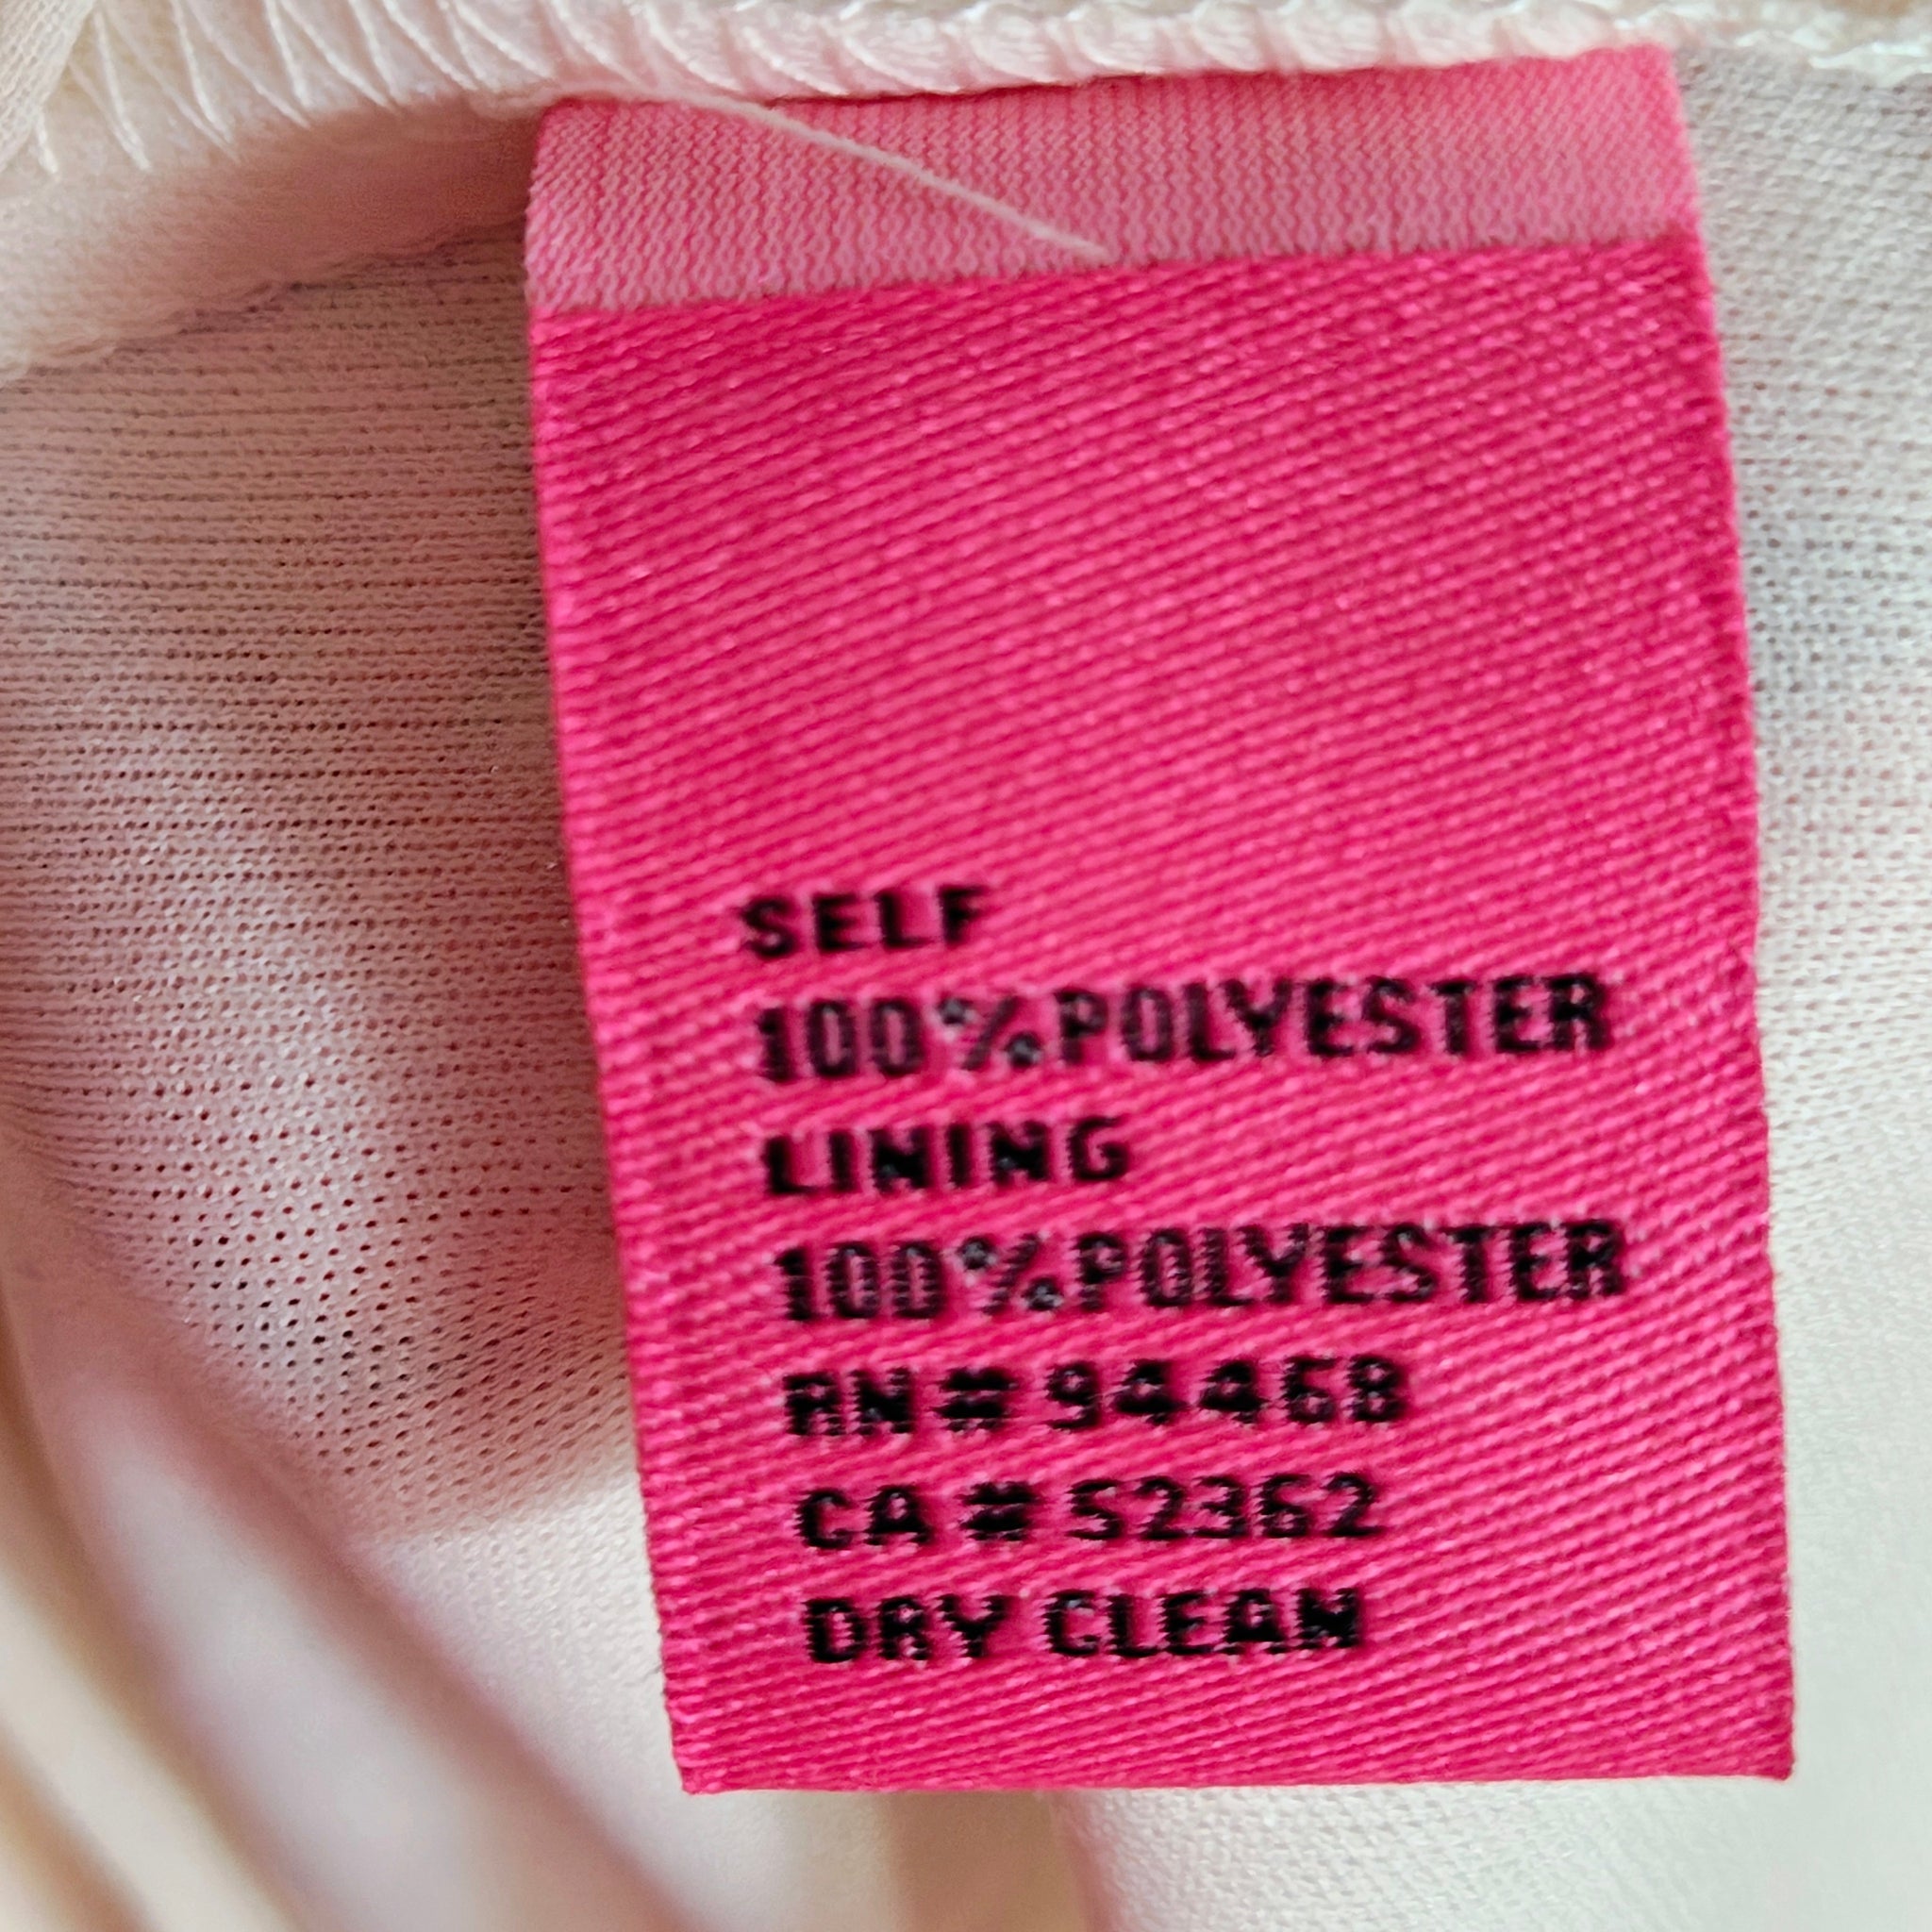 SELF
100%POLYESTER
LINING
100%POLYESTER
RN# 94468
CA # 52362
DRY CLEAN